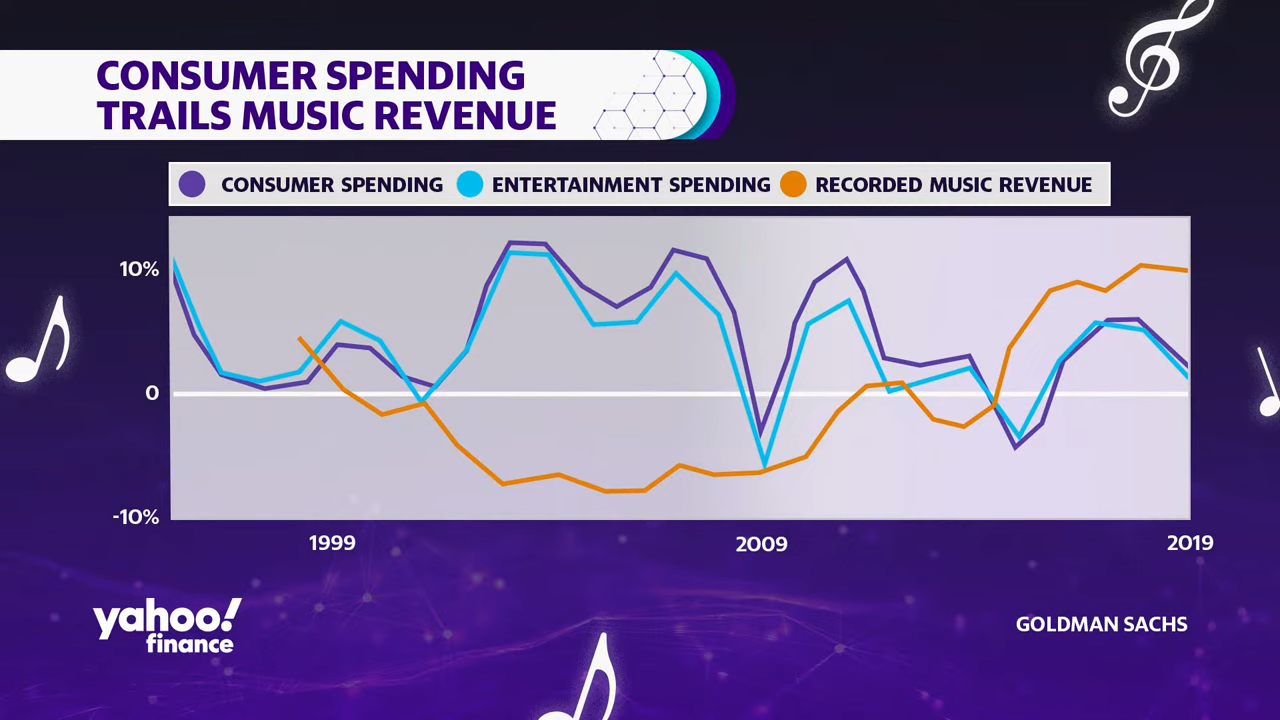 CONSUMER SPENDING
TRAILS MUSIC REVENUE
CONSUMER SPENDING ENTERTAINMENT SPENDING RECORDED MUSIC REVENUE
10%
0
-10%
1999 2009 2019
yahoo!
finance
GOLDMAN SACHS